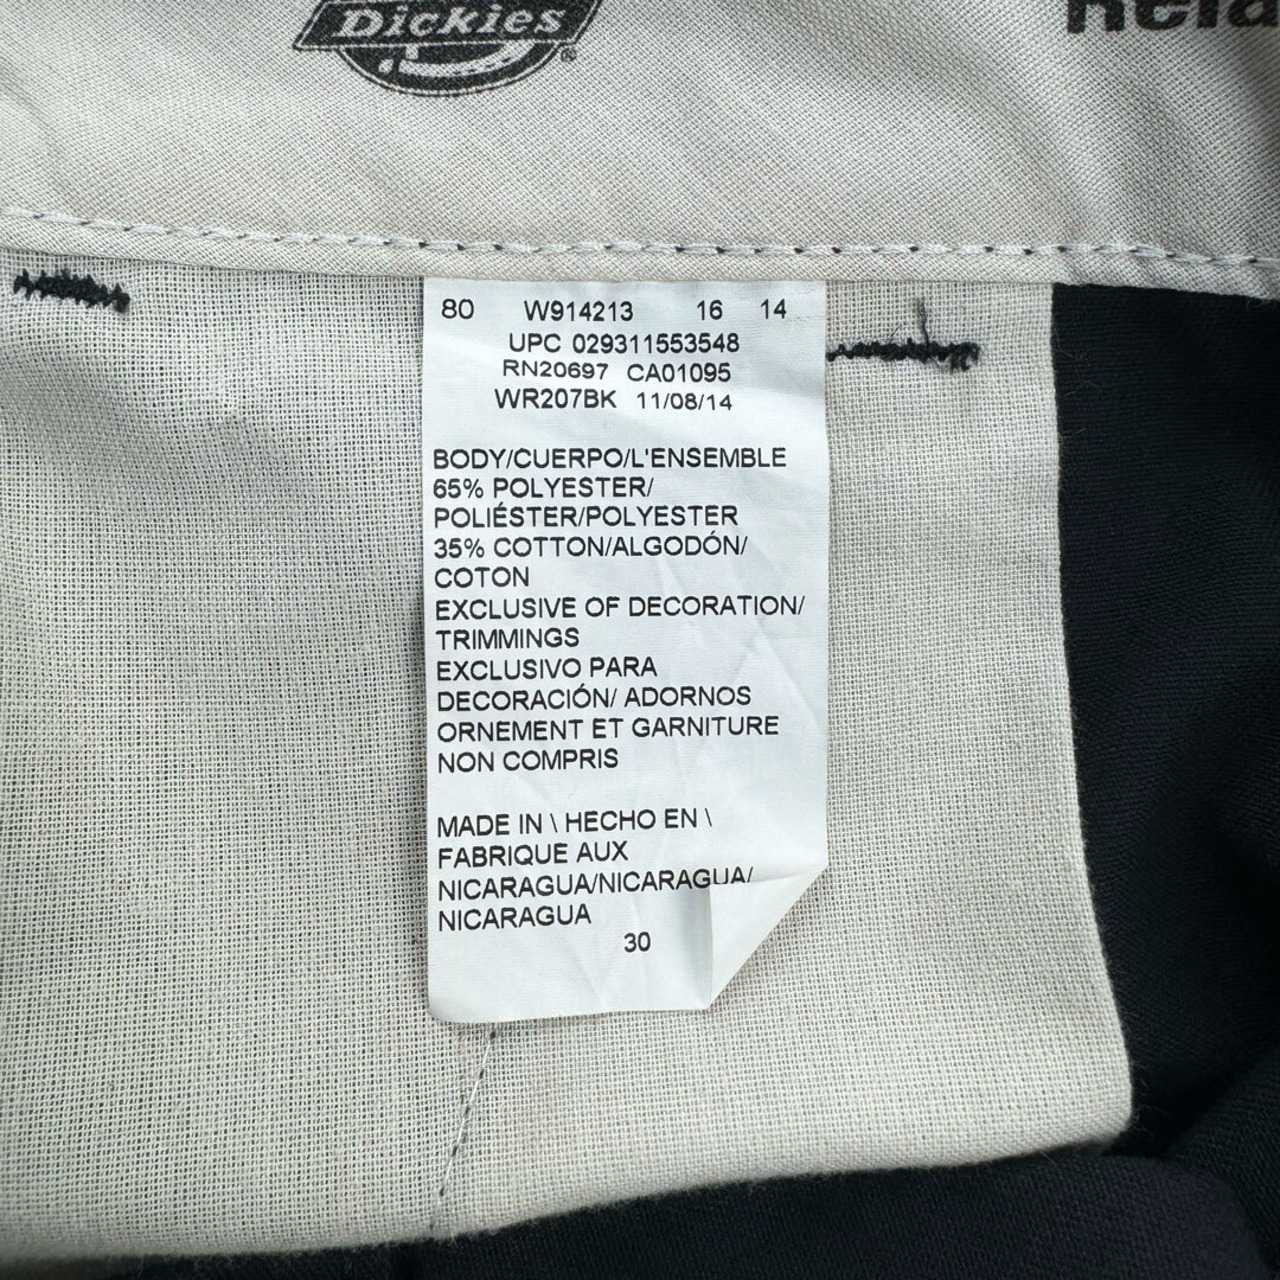 Dickies
®
80 W914213 16 14
UPC 029311553548
RN20697 CA01095
WR207BK 11/08/14
BODY/CUERPO/L'ENSEMBLE
65% POLYESTER/
POLIÉSTER/POLYESTER
35% COTTON/ALGODÓN/
COTON
EXCLUSIVE OF DECORATION/
TRIMMINGS
EXCLUSIVO PARA
DECORACIÓN/ ADORNOS
ORNEMENT ET GARNITURE
NON COMPRIS
MADE IN \ HECHO EN \
FABRIQUE AUX
NICARAGUA/NICARAGUA/
NICARAGUA
30